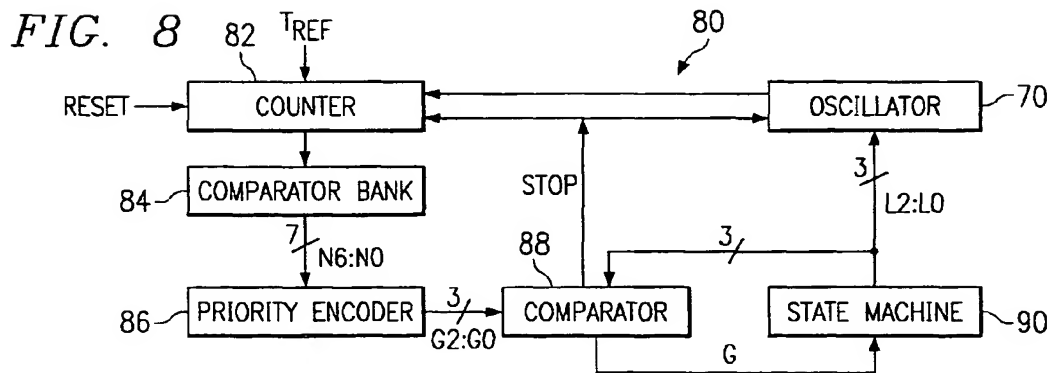 FIG. 8
82
TREF
80
RESET
COUNTER
OSCILLATOR
70
84
COMPARATOR BANK
STOP
3
L2:L0
7
N6:N0
88
3
86
PRIORITY ENCODER
3
G2:G0
COMPARATOR
STATE MACHINE
90
G